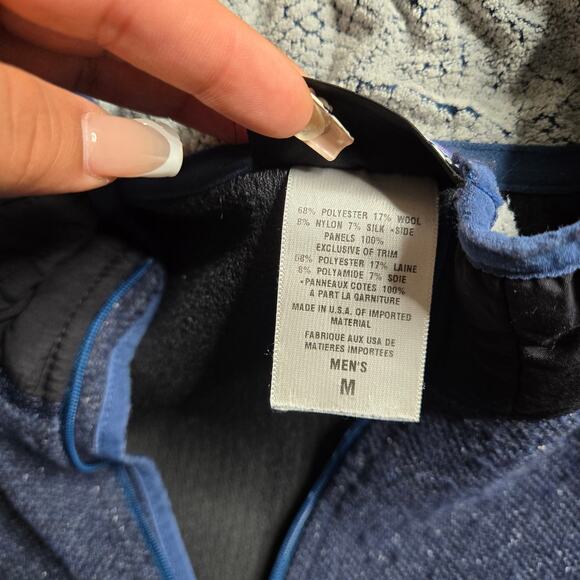 68% POLYESTER 17% WOOL
8% NYLON 7% SILK •SIDE
PANELS 100%
EXCLUSIVE OF TRIM
68% POLYESTER 17% LAINE
8% POLYAMIDE 7% SOIE
•PANNEAUX COTES 100%
À PART LA GARNITURE
MADE IN U.S.A. OF IMPORTED
MATERIAL
FABRIQUE AUX USA DE
MATIERES IMPORTEES
MEN'S
M